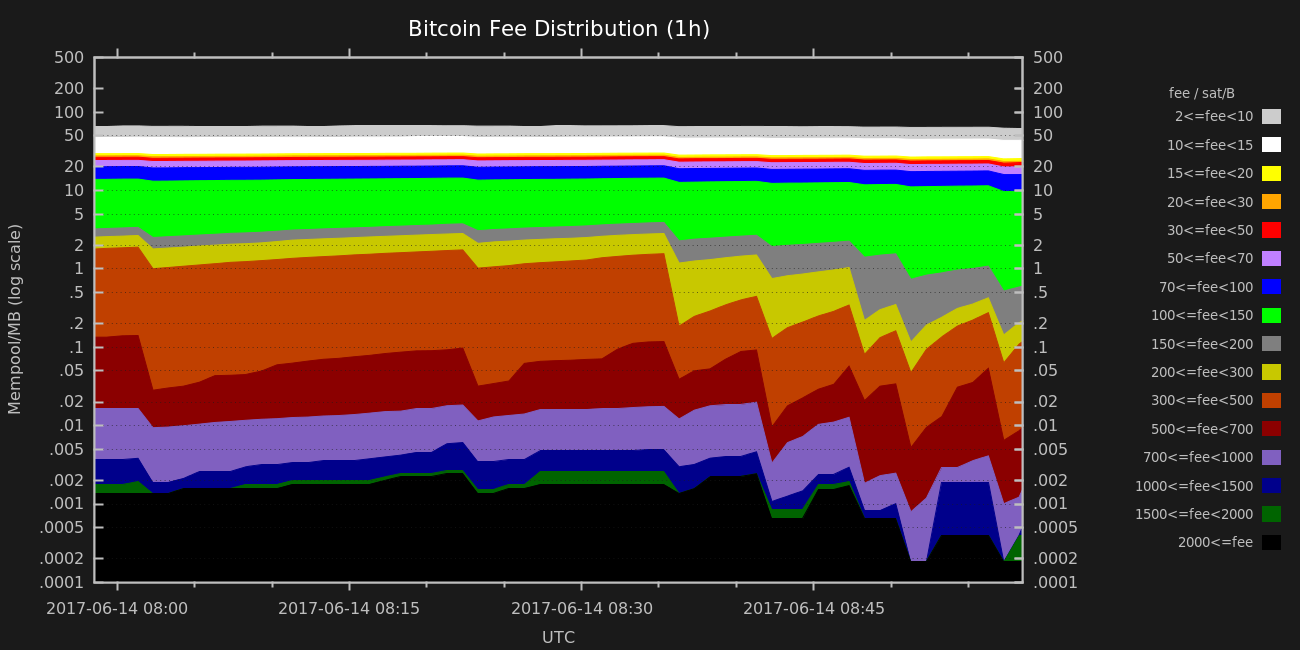 Bitcoin Fee Distribution (1h)
Mempool/MB (log scale)
500
200
100
50
20
10
5
2
1
.5
.2
.1
.05
.02
.01
.005
.002
.001
.0005
.0002
.0001
500
200
100
50
20
10
5
2
1
.5
.2
.1
.05
.02
.01
.005
.002
.001
.0005
.0002
.0001
2017-06-14 08:00 2017-06-14 08:15 2017-06-14 08:30 2017-06-14 08:45
UTC
fee / sat/B
2<=fee<10
10<=fee<15
15<=fee<20
20<=fee<30
30<=fee<50
50<=fee<70
70<=fee<100
100<=fee<150
150<=fee<200
200<=fee<300
300<=fee<500
500<=fee<700
700<=fee<1000
1000<=fee<1500
1500<=fee<2000
2000<=fee